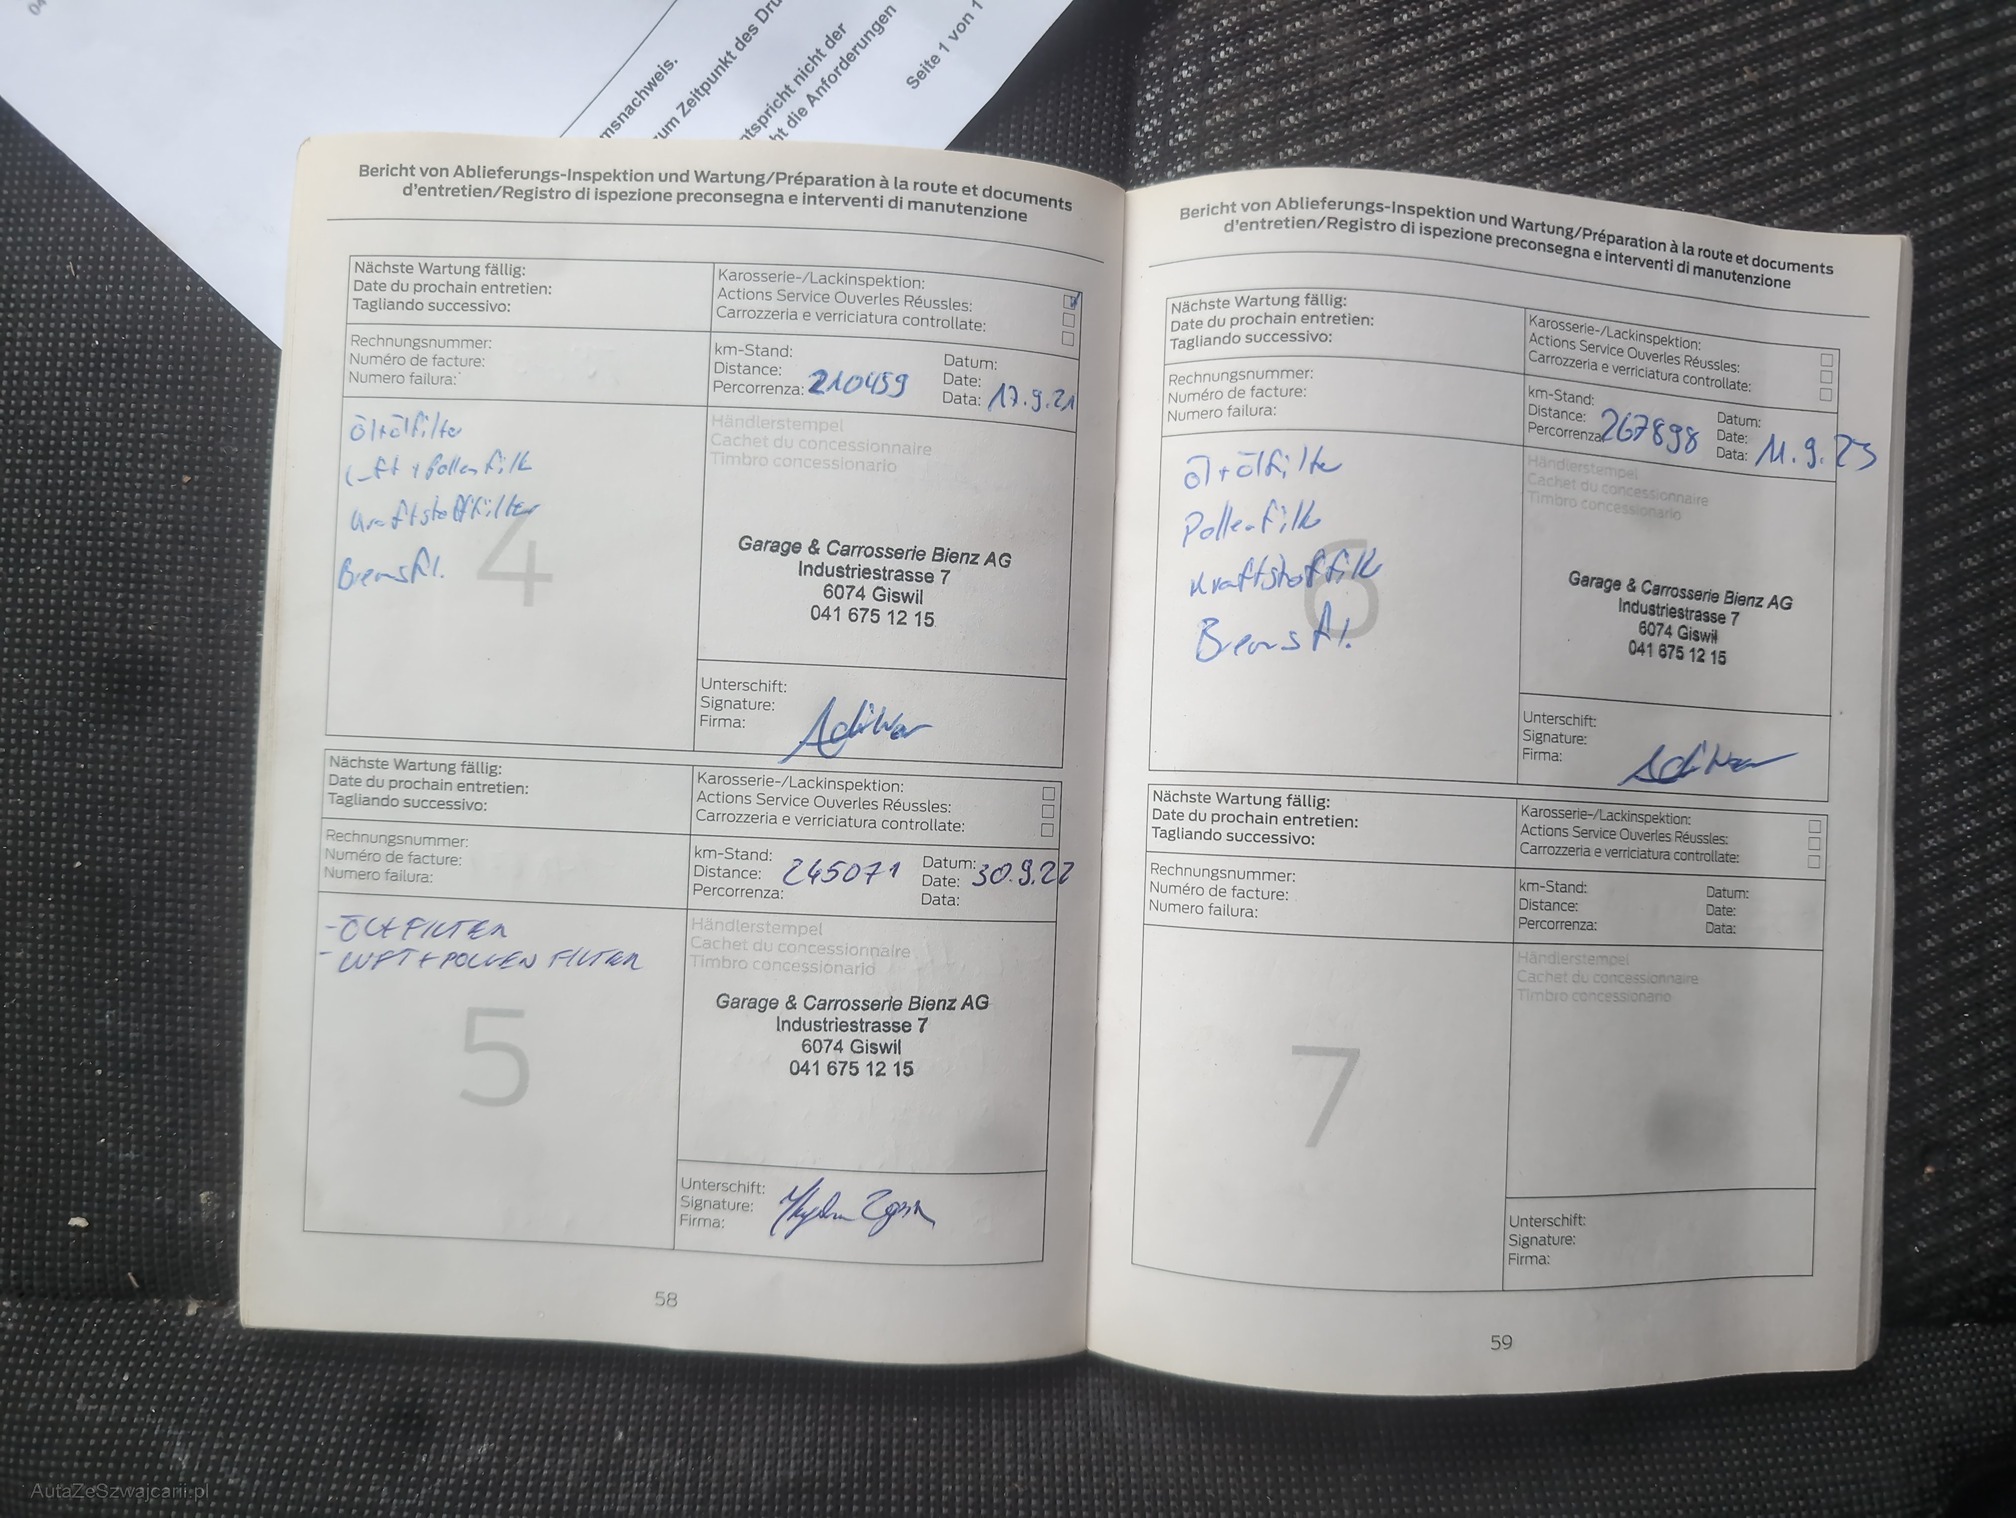 msnachweis.
um Zeitpunkt des Dru
ntspricht nicht der
ht die Anforderungen
Seite 1 von 1
Bericht von Ablieferungs-Inspektion und Wartung/Préparation à la route et documents
d'entretien/Registro di ispezione preconsegna e interventi di manutenzione
Nächste Wartung fällig:
Date du prochain entretien:
Tagliando successivo:
Karosserie-/Lackinspektion:
Actions Service Ouverles Réussles:
Carrozzeria e verriciatura controllate:
Rechnungsnummer:
Numéro de facture:
Numero failura:
km-Stand:
Distance:
Percorrenza: 210459
Datum:
Date:
Data: 17.9.21
Öl+Ölfilter
Luft + Pollenfilt
Kraftstofffilter
Bremsfl.
4
Händlerstempel
Cachet du concessionnaire
Timbro concessionario
Garage & Carrosserie Bienz AG
Industriestrasse 7
6074 Giswil
041 675 12 15
Unterschift:
Signature:
Firma:
Nächste Wartung fällig:
Date du prochain entretien:
Tagliando successivo:
Karosserie-/Lackinspektion:
Actions Service Ouverles Réussles:
Carrozzeria e verriciatura controllate:
Rechnungsnummer:
Numéro de facture:
Numero failura:
km-Stand:
Distance: 245071
Percorrenza:
Datum:
Date: 30.9.22
Data:
- ÖL+FILTER
- LUFT + POLLEN FILTER
5
Händlerstempel
Cachet du concessionnaire
Timbro concessionario
Garage & Carrosserie Bienz AG
Industriestrasse 7
6074 Giswil
041 675 12 15
Unterschift:
Signature:
Firma:
58
Bericht von Ablieferungs-Inspektion und Wartung/Préparation à la route et documents
d'entretien/Registro di ispezione preconsegna e interventi di manutenzione
Nächste Wartung fällig:
Date du prochain entretien:
Tagliando successivo:
Karosserie-/Lackinspektion:
Actions Service Ouverles Réussles:
Carrozzeria e verriciatura controllate:
Rechnungsnummer:
Numéro de facture:
Numero failura:
km-Stand:
Distance: 267898
Percorrenza:
Datum:
Date:
Data: 11.9.23
Öl+Ölfilter
Pollenfilt
Kraftstoffilt
Bremsfl.
6
Händlerstempel
Cachet du concessionnaire
Timbro concessionario
Garage & Carrosserie Bienz AG
Industriestrasse 7
6074 Giswil
041 675 12 15
Unterschift:
Signature:
Firma:
Nächste Wartung fällig:
Date du prochain entretien:
Tagliando successivo:
Karosserie-/Lackinspektion:
Actions Service Ouverles Réussles:
Carrozzeria e verriciatura controllate:
Rechnungsnummer:
Numéro de facture:
Numero failura:
km-Stand:
Distance:
Percorrenza:
Datum:
Date:
Data:
7
Händlerstempel
Cachet du concessionnaire
Timbro concessionario
Unterschift:
Signature:
Firma:
59
AutaZeSzwajcarii.pl